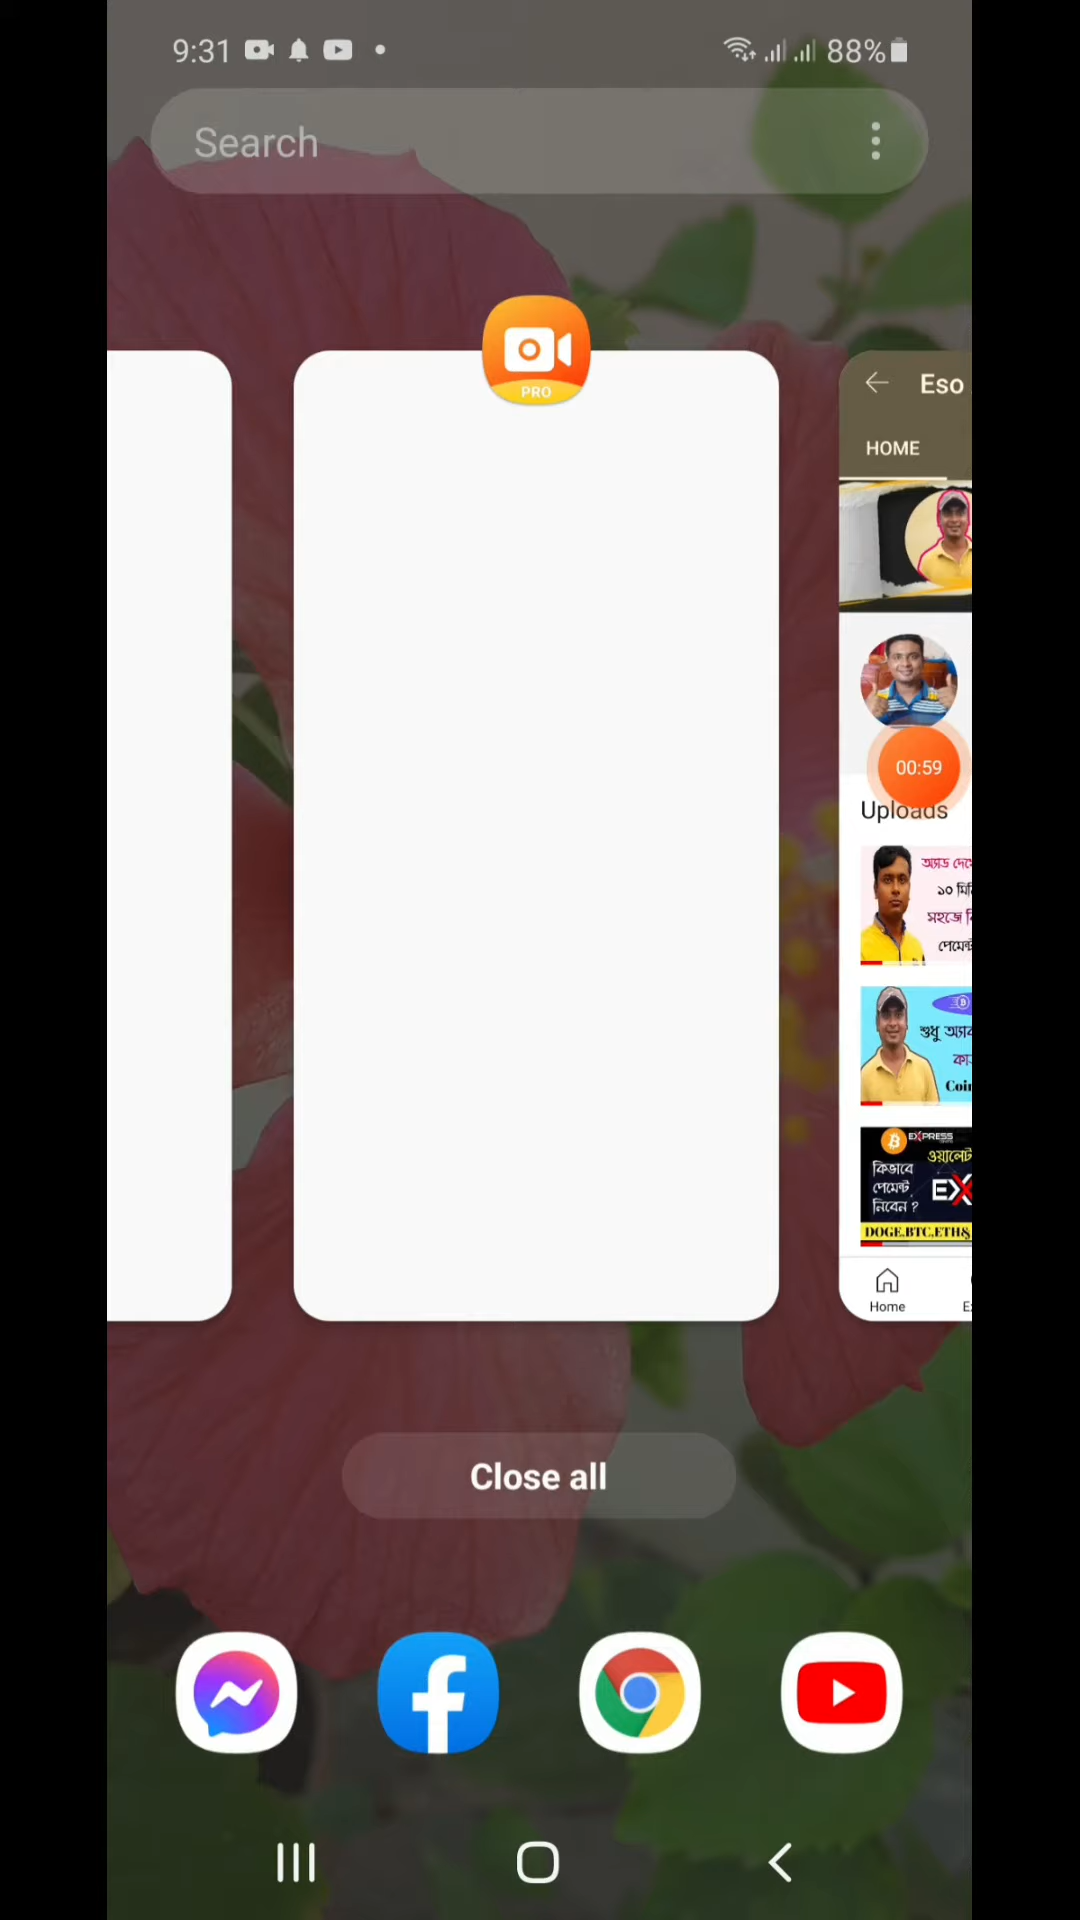 9:31
88%
Search
PRO
Eso
HOME
00:59
Uploads
১০
সহজে
EXPRESS
ওয়ালেট
কিভাবে
পেমেন্ট
নিবেন ?
EX
DOGE,BTC,ETH&
শুধু
Coin
Home
Close all